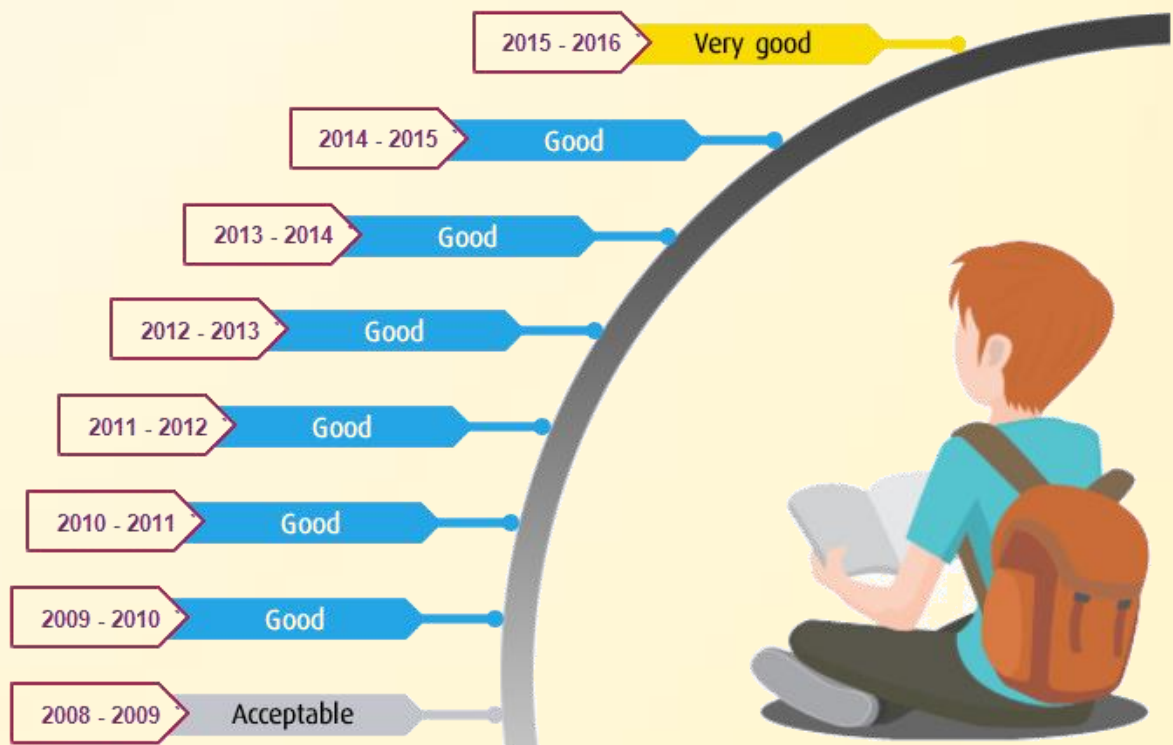 2015 - 2016 Very good
2014 - 2015 Good
2013 - 2014 Good
2012 - 2013 Good
2011 - 2012 Good
2010 - 2011 Good
2009 - 2010 Good
2008 - 2009 Acceptable